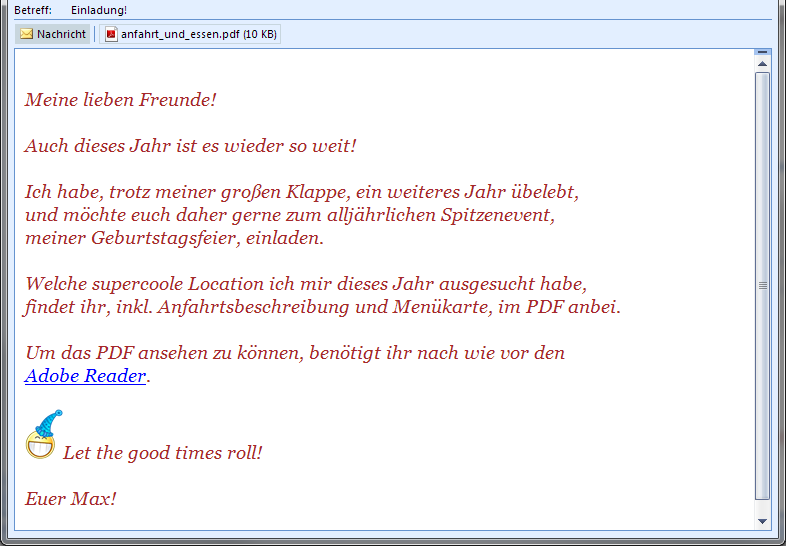 Betreff: Einladung!
Nachricht anfahrt_und_essen.pdf (10 KB)
Meine lieben Freunde!
Auch dieses Jahr ist es wieder so weit!
Ich habe, trotz meiner großen Klappe, ein weiteres Jahr übelebt,
und möchte euch daher gerne zum alljährlichen Spitzenevent,
meiner Geburtstagsfeier, einladen.
Welche supercoole Location ich mir dieses Jahr ausgesucht habe,
findet ihr, inkl. Anfahrtsbeschreibung und Menükarte, im PDF anbei.
Um das PDF ansehen zu können, benötigt ihr nach wie vor den
Adobe Reader.
Let the good times roll!
Euer Max!